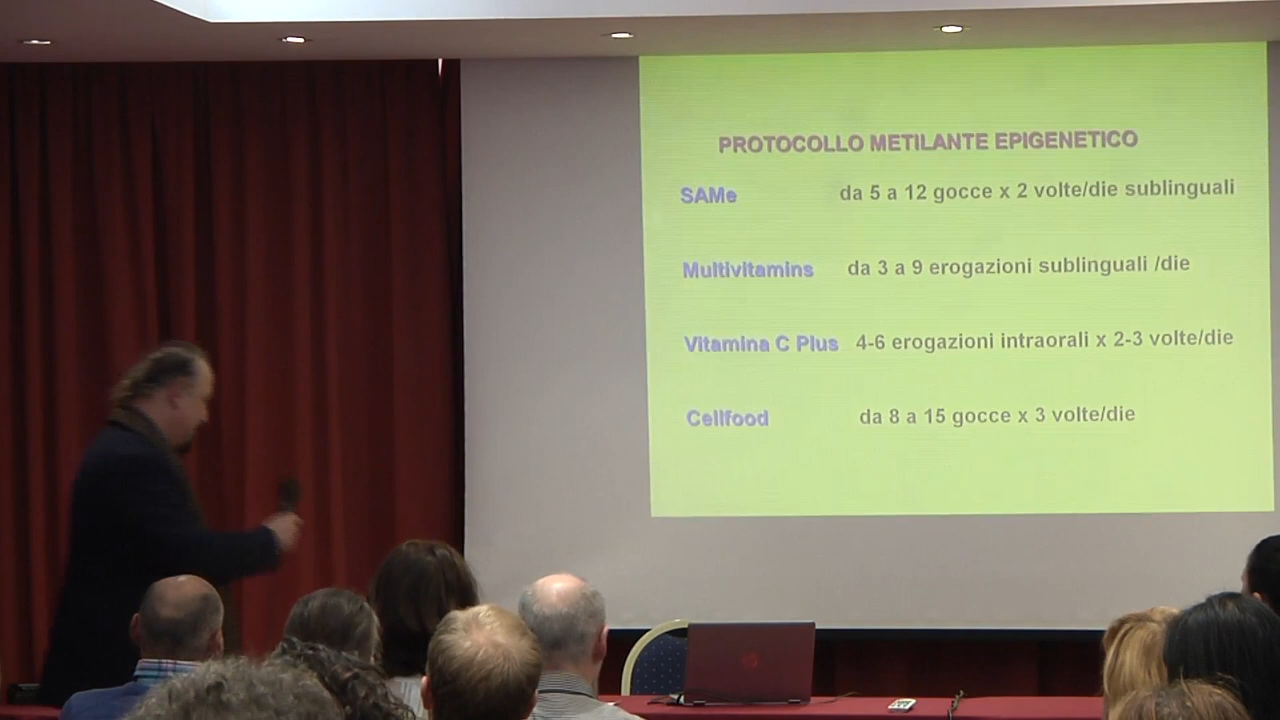 PROTOCOLLO METILANTE EPIGENETICO
SAMe da 5 a 12 gocce x 2 volte/die sublinguali
Multivitamins da 3 a 9 erogazioni sublinguali /die
Vitamina C Plus 4-6 erogazioni intraorali x 2-3 volte/die
Cellfood da 8 a 15 gocce x 3 volte/die